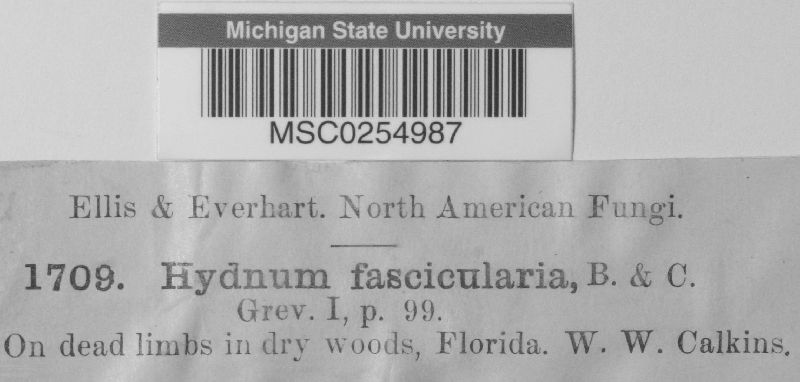 Michigan State University
MSC0254987
Ellis & Everhart. North American Fungi.
1709. Hydnum fascicularia, B. & C.
Grev. I, p. 99.
On dead limbs in dry woods, Florida. W. W. Calkins.